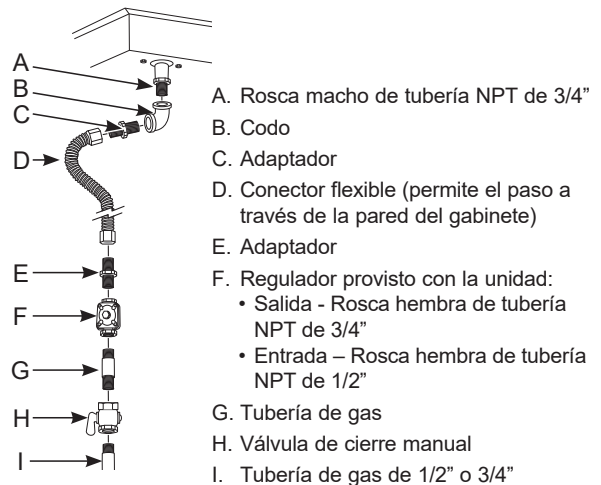 A
B
C
D
E
F
G
H
I
A. Rosca macho de tubería NPT de 3/4”
B. Codo
C. Adaptador
D. Conector flexible (permite el paso a
través de la pared del gabinete)
E. Adaptador
F. Regulador provisto con la unidad:
• Salida - Rosca hembra de tubería
NPT de 3/4”
• Entrada – Rosca hembra de tubería
NPT de 1/2”
G. Tubería de gas
H. Válvula de cierre manual
I. Tubería de gas de 1/2” o 3/4”